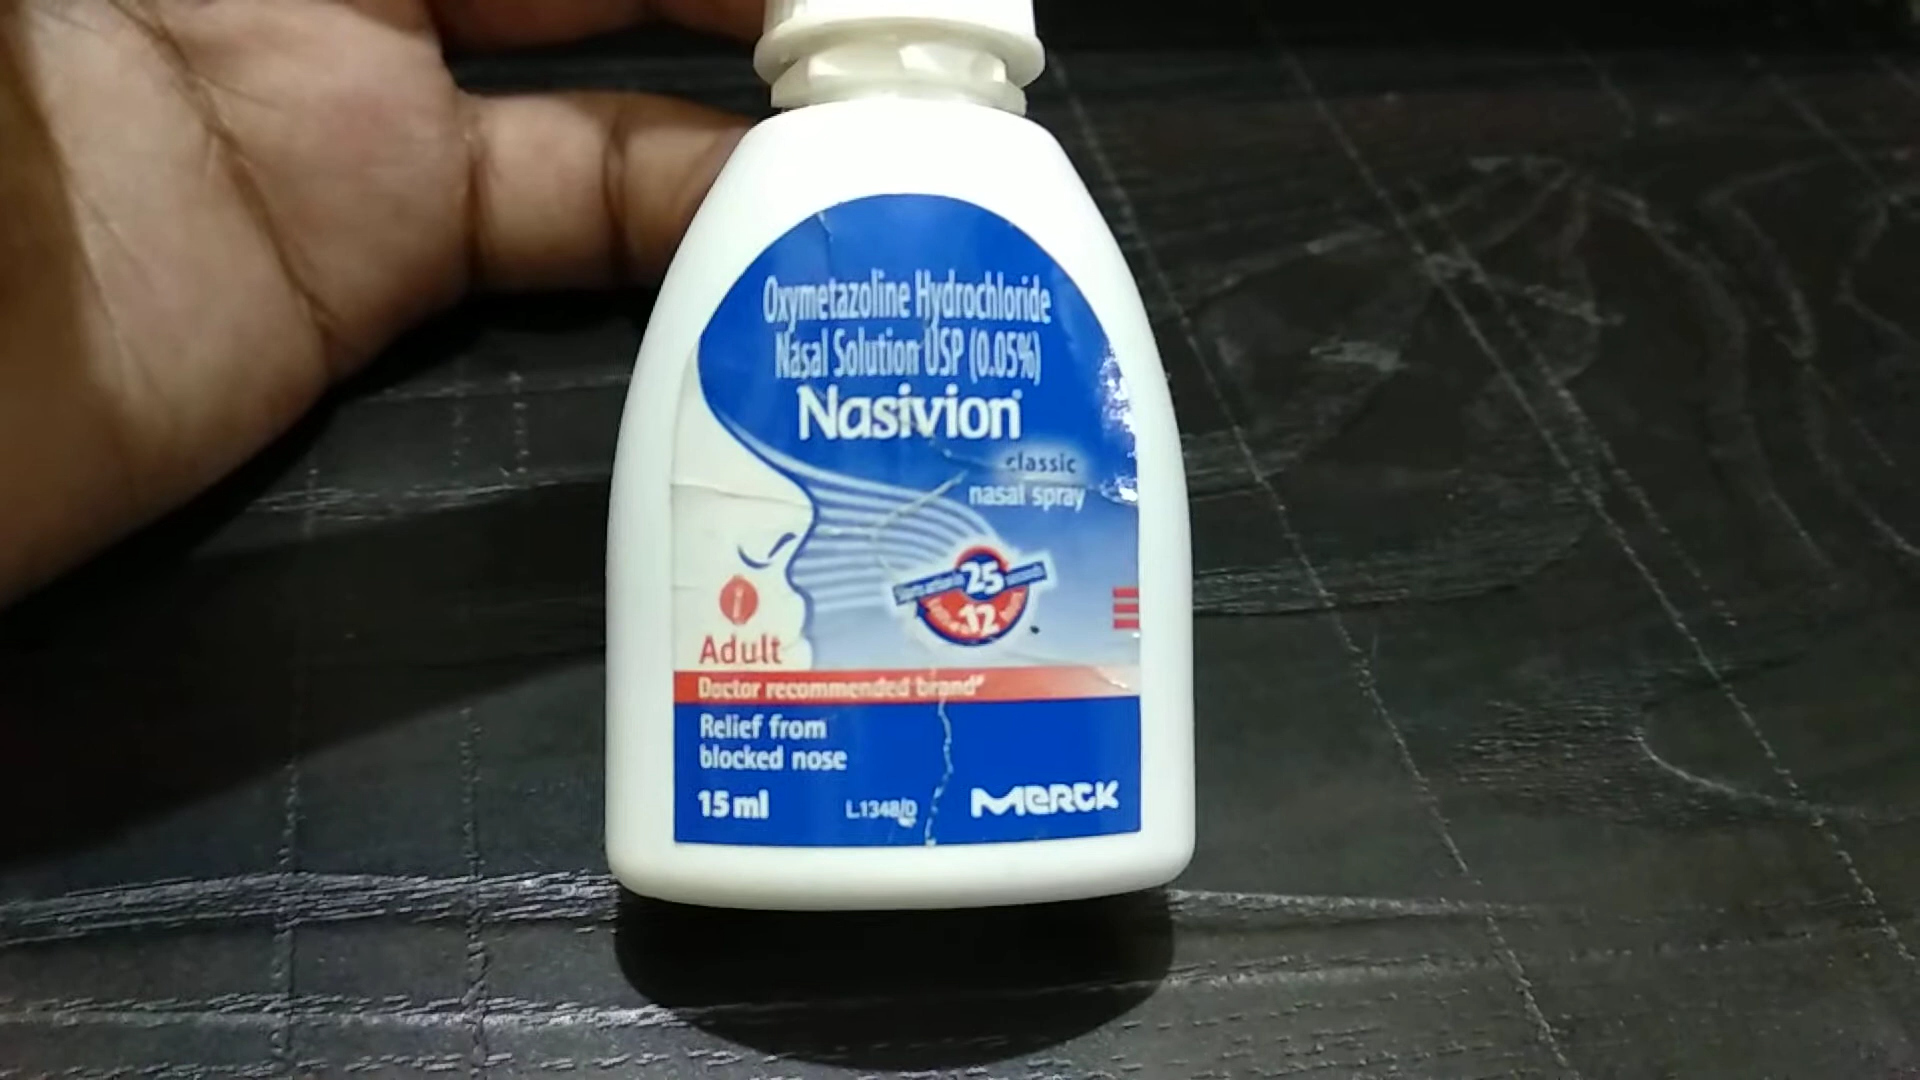 Oxymetazoline Hydrochloride
Nasal Solution USP (0.05%)
Nasivion
classic
nasal spray
25
12
Adult
Doctor recommended brand
Relief from
blocked nose
15 ml
L.1348/D
MERCK